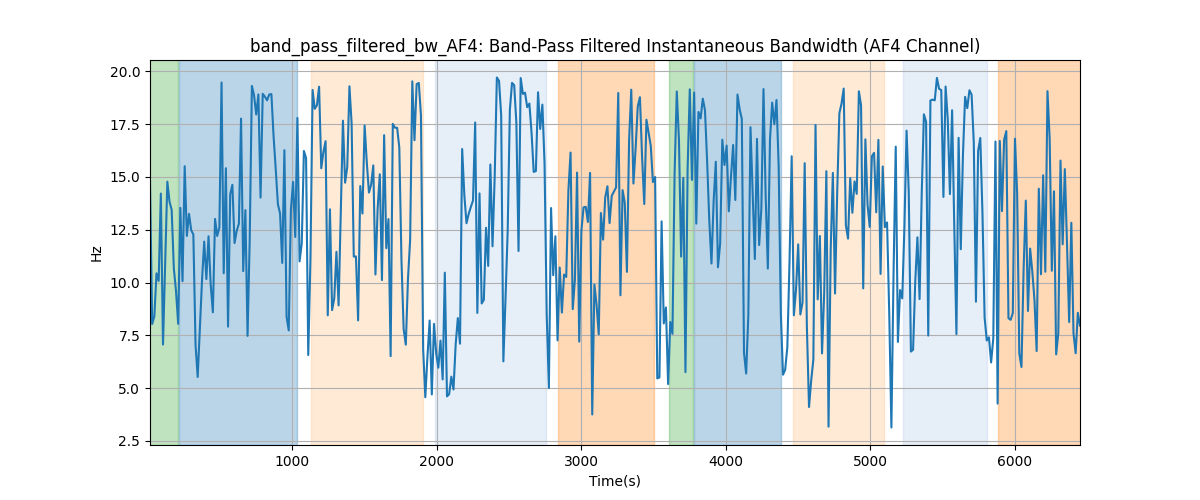 band_pass_filtered_bw_AF4: Band-Pass Filtered Instantaneous Bandwidth (AF4 Channel)
20.0
17.5
15.0
12.5
10.0
7.5
5.0
2.5
Hz
1000 2000 3000 4000 5000 6000
Time(s)